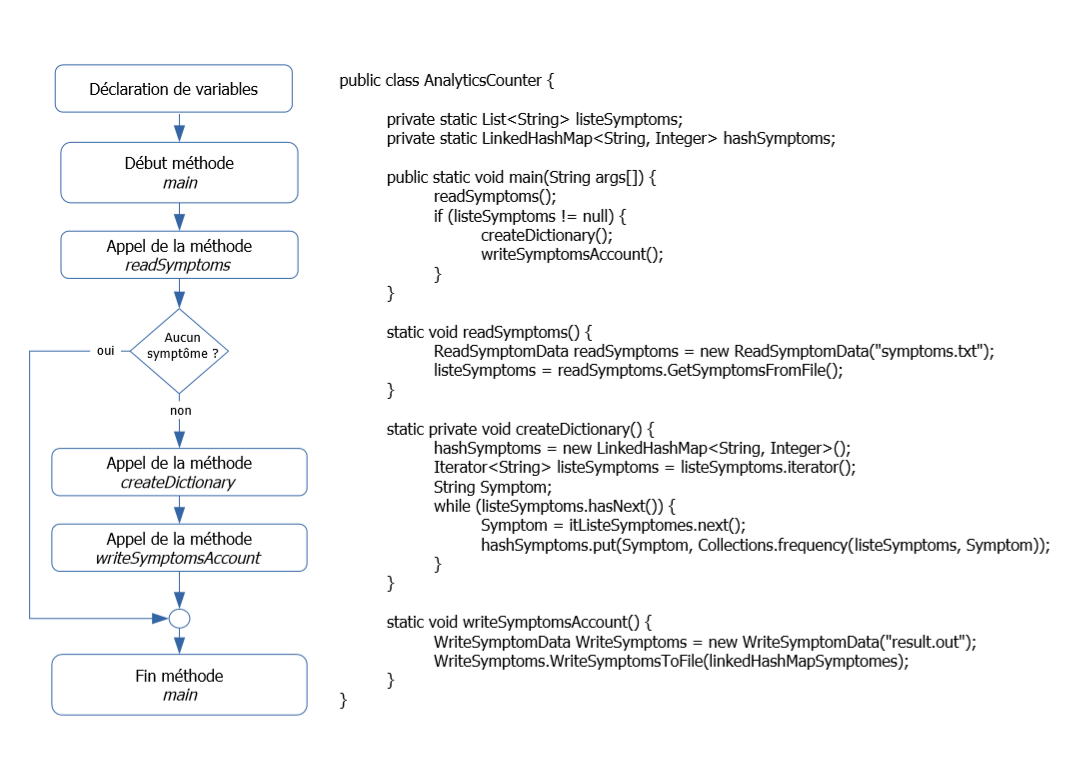 Déclaration de variables
Début méthode
main
Appel de la méthode
readSymptoms
Aucun
symptôme ?
oui
non
Appel de la méthode
createDictionary
Appel de la méthode
writeSymptomsAccount
Fin méthode
main
public class AnalyticsCounter {
private static List<String> listeSymptoms;
private static LinkedHashMap<String, Integer> hashSymptoms;
public static void main(String args[]) {
readSymptoms();
if (listeSymptoms != null) {
createDictionary();
writeSymptomsAccount();
}
}
static void readSymptoms() {
ReadSymptomData readSymptoms = new ReadSymptomData("symptoms.txt");
listeSymptoms = readSymptoms.GetSymptomsFromFile();
}
static private void createDictionary() {
hashSymptoms = new LinkedHashMap<String, Integer>();
Iterator<String> listeSymptoms = listeSymptoms.iterator();
String Symptom;
while (listeSymptoms.hasNext()) {
Symptom = itListeSymptomes.next();
hashSymptoms.put(Symptom, Collections.frequency(listeSymptoms, Symptom));
}
}
static void writeSymptomsAccount() {
WriteSymptomData WriteSymptoms = new WriteSymptomData("result.out");
WriteSymptoms.WriteSymptomsToFile(linkedHashMapSymptomes);
}
}